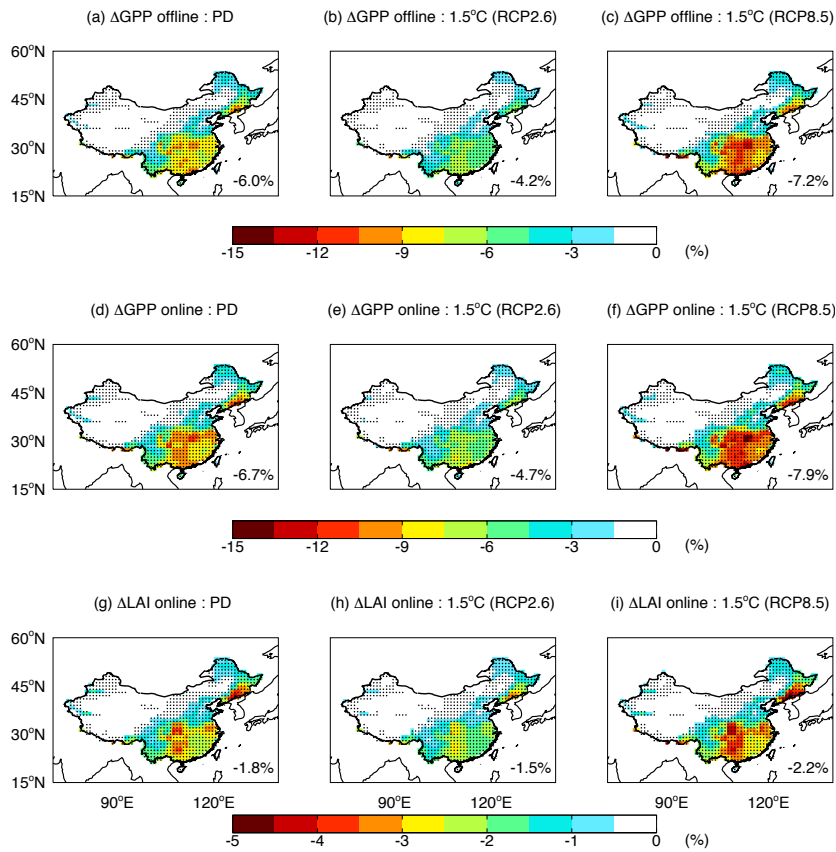 (a) ΔGPP offline : PD (b) ΔGPP offline : 1.5°C (RCP2.6) (c) ΔGPP offline : 1.5°C (RCP8.5)
60°N
45°N
30°N
15°N
-6.0% -4.2% -7.2%
-15 -12 -9 -6 -3 0 (%)
(d) ΔGPP online : PD (e) ΔGPP online : 1.5°C (RCP2.6) (f) ΔGPP online : 1.5°C (RCP8.5)
60°N
45°N
30°N
15°N
-6.7% -4.7% -7.9%
-15 -12 -9 -6 -3 0 (%)
(g) ΔLAI online : PD (h) ΔLAI online : 1.5°C (RCP2.6) (i) ΔLAI online : 1.5°C (RCP8.5)
60°N
45°N
30°N
15°N
-1.8% -1.5% -2.2%
90°E 120°E 90°E 120°E 90°E 120°E
-5 -4 -3 -2 -1 0 (%)